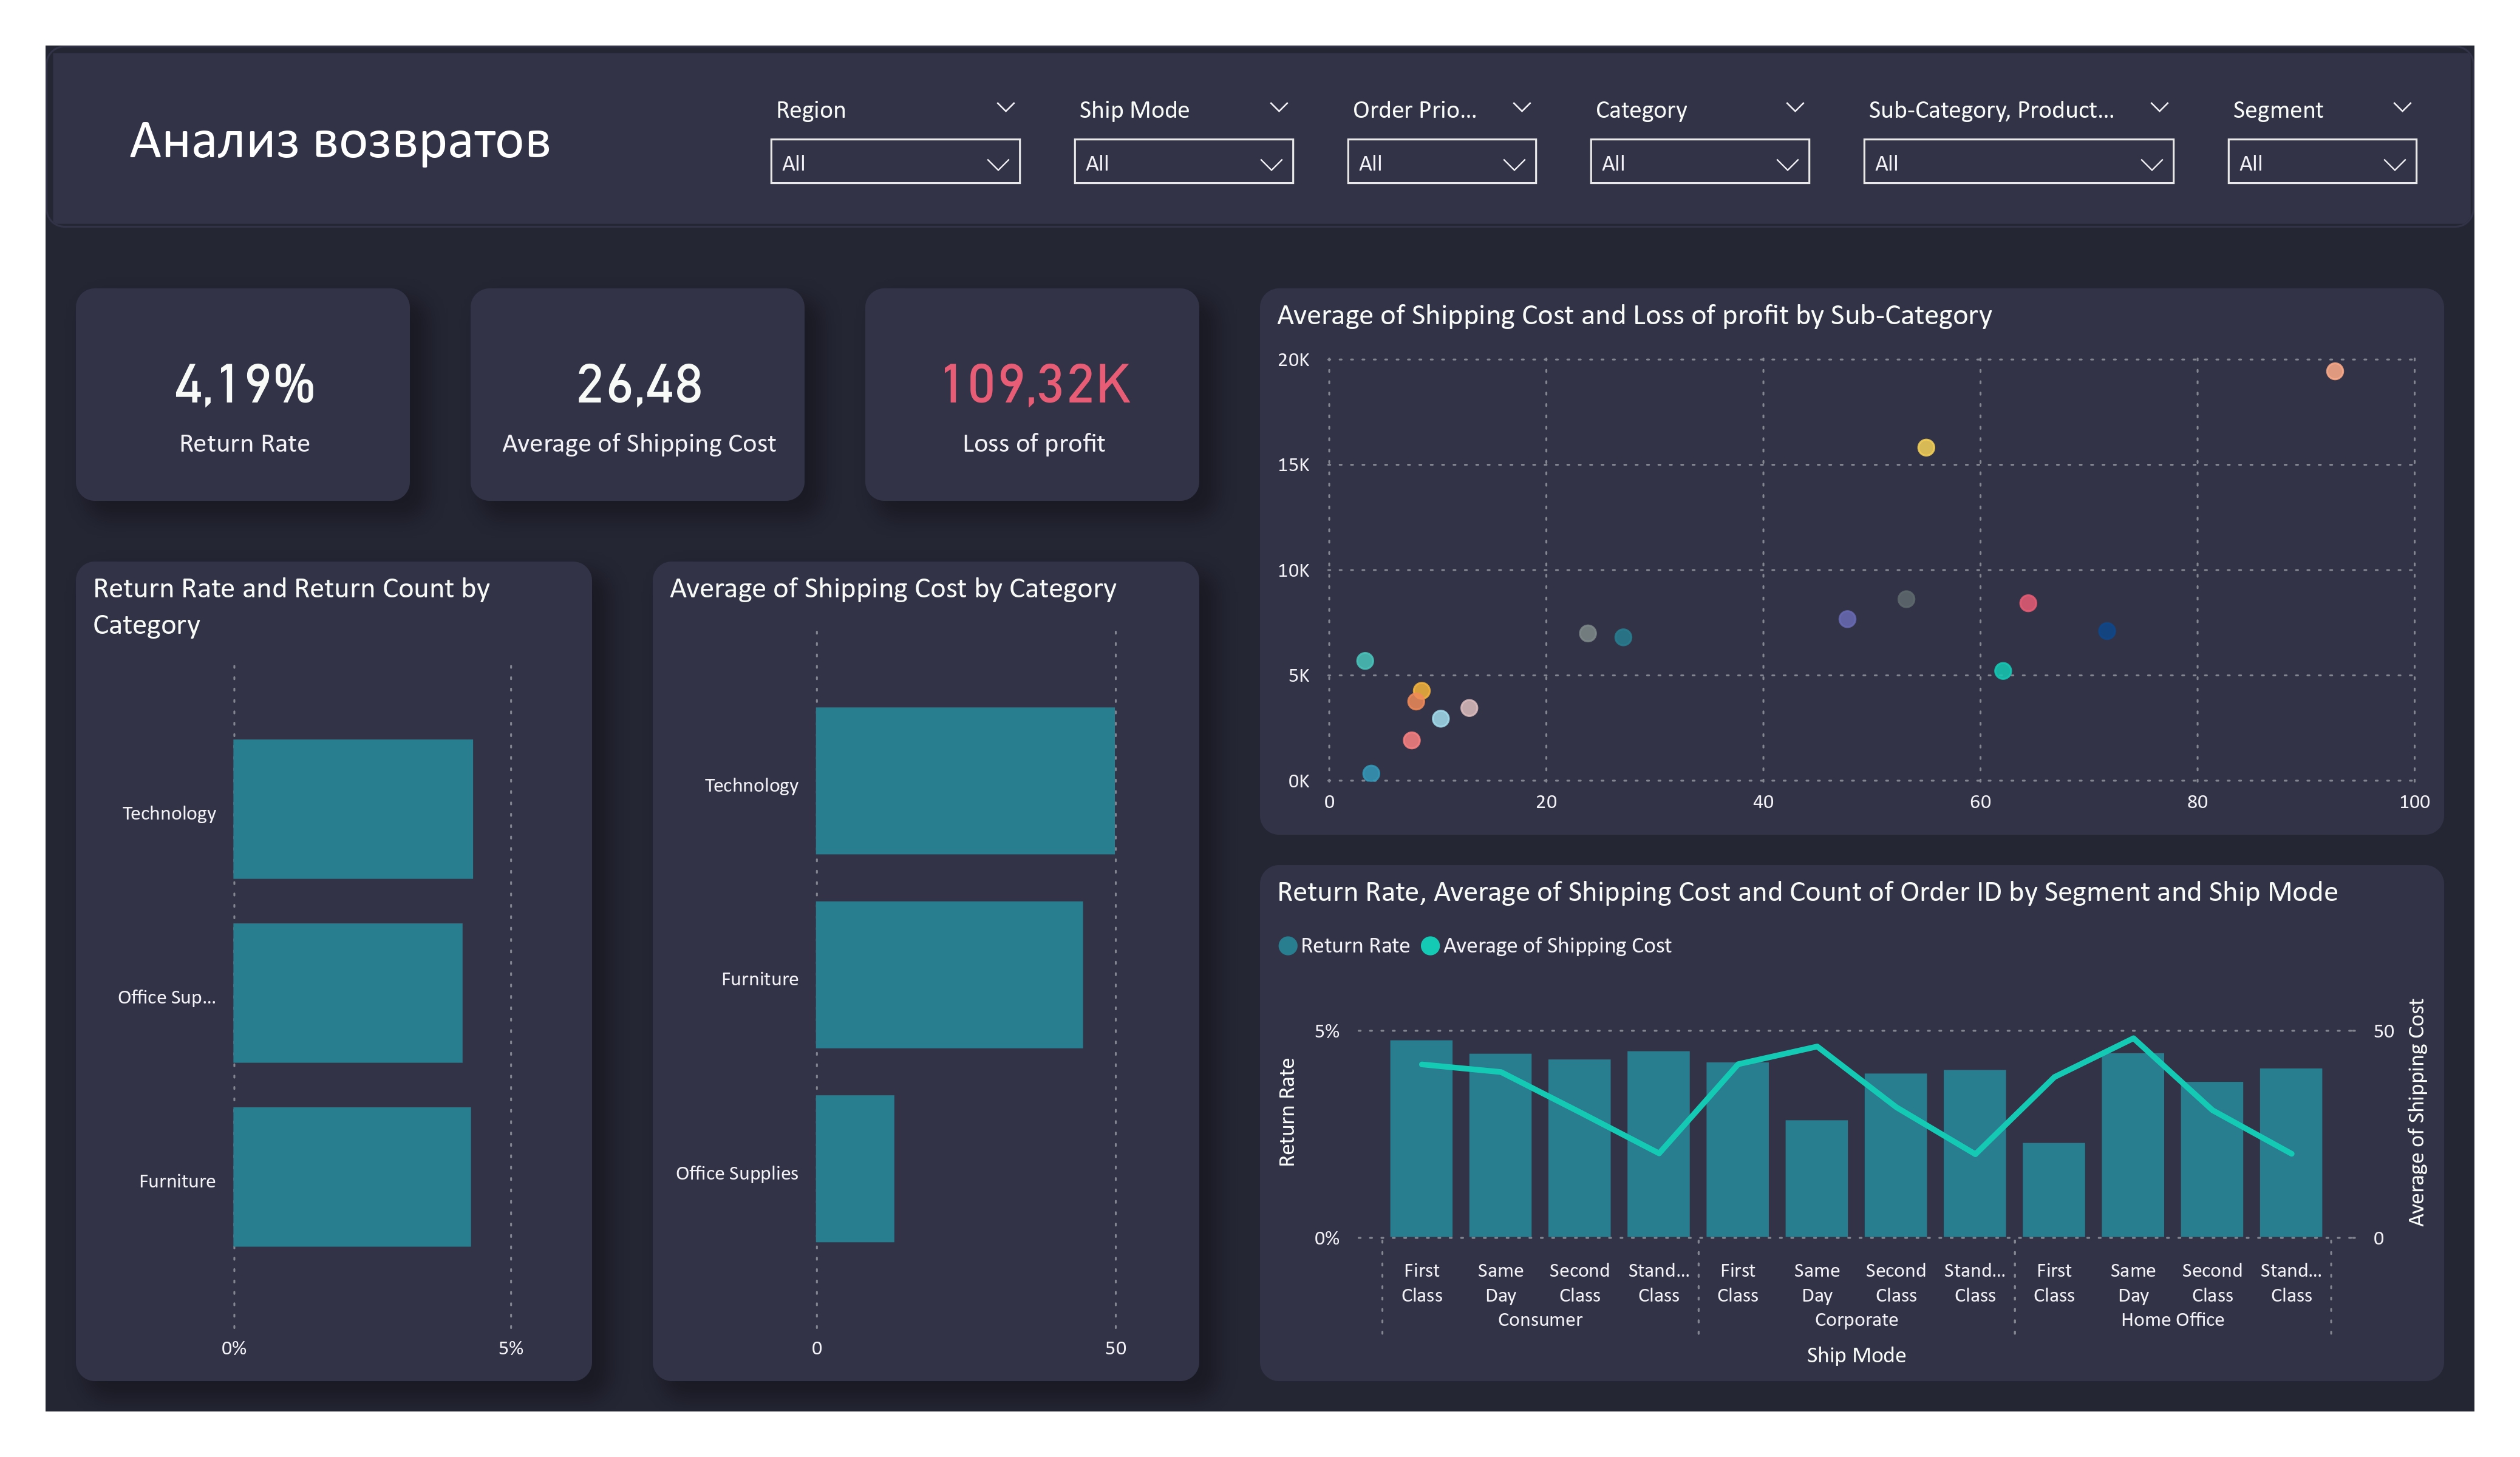 Анализ возвратов
Region
All
Ship Mode
All
Order Prio...
All
Category
All
Sub-Category, Product...
All
Segment
All
4,19%
Return Rate
26,48
Average of Shipping Cost
109,32K
Loss of profit
Return Rate and Return Count by
Category
Technology
Office Sup...
Furniture
0%
5%
Average of Shipping Cost by Category
Technology
Furniture
Office Supplies
0
50
Average of Shipping Cost and Loss of profit by Sub-Category
20K
15K
10K
5K
0K
0
20
40
60
80
100
Return Rate, Average of Shipping Cost and Count of Order ID by Segment and Ship Mode
Return Rate
Average of Shipping Cost
5%
0%
Return Rate
50
0
Average of Shipping Cost
First
Class
Same
Day
Second
Class
Stand...
Class
First
Class
Same
Day
Second
Class
Stand...
Class
First
Class
Same
Day
Second
Class
Stand...
Class
Consumer
Corporate
Home Office
Ship Mode